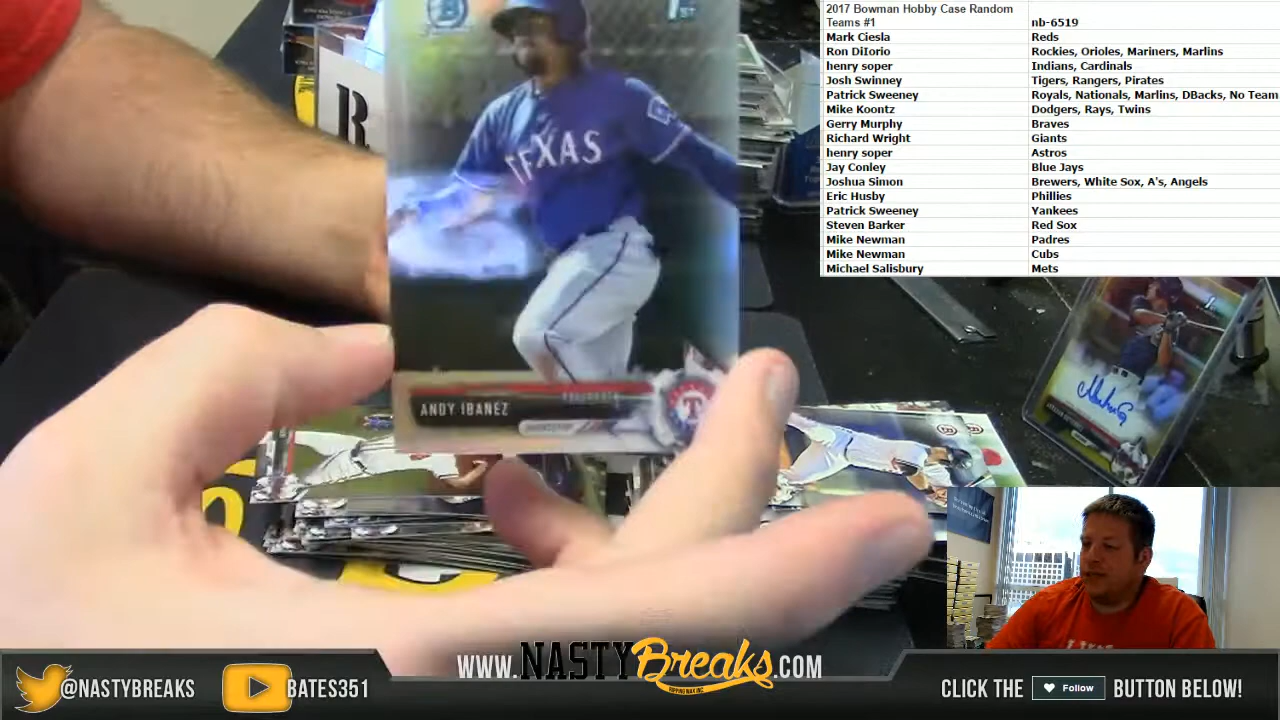 2017 Bowman Hobby Case Random
Teams #1 nb-6519
Mark Ciesla Reds
Ron DiIorio Rockies, Orioles, Mariners, Marlins
henry soper Indians, Cardinals
Josh Swinney Tigers, Rangers, Pirates
Patrick Sweeney Royals, Nationals, Marlins, DBacks, No Team
Mike Koontz Dodgers, Rays, Twins
Gerry Murphy Braves
Richard Wright Giants
henry soper Astros
Jay Conley Blue Jays
Joshua Simon Brewers, White Sox, A's, Angels
Eric Husby Phillies
Patrick Sweeney Yankees
Steven Barker Red Sox
Mike Newman Padres
Mike Newman Cubs
Michael Salisbury Mets
1ST
R
TEXAS
ANDY IBANEZ
T
WWW.NASTYBreaks.COM
@NASTYBREAKS
BATES351
CLICK THE Follow BUTTON BELOW!